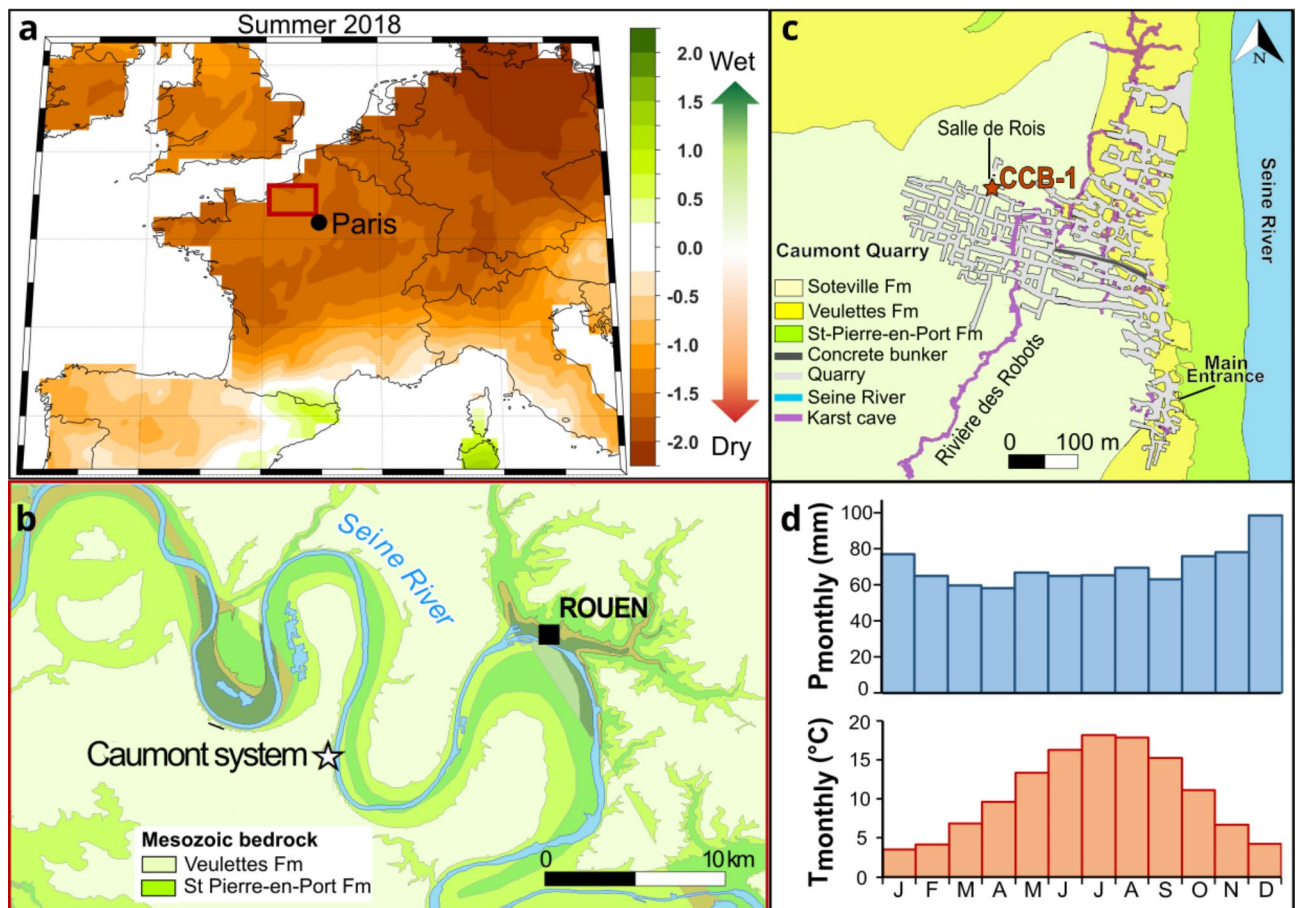 a
Summer 2018
Paris
2.0
1.5
1.0
0.5
0.0
-0.5
-1.0
-1.5
-2.0
Wet
Dry
c
N
Salle de Rois
CCB-1
Seine River
Caumont Quarry
Soteville Fm
Veulettes Fm
St-Pierre-en-Port Fm
Concrete bunker
Quarry
Seine River
Karst cave
Rivière des Robots
Main
Entrance
0 100 m
b
Seine River
ROUEN
Caumont system
Mesozoic bedrock
Veulettes Fm
St Pierre-en-Port Fm
0 10 km
d
Pmonthly (mm)
100
80
60
40
20
0
Tmonthly (°C)
20
15
10
5
0
J F M A M J J A S O N D